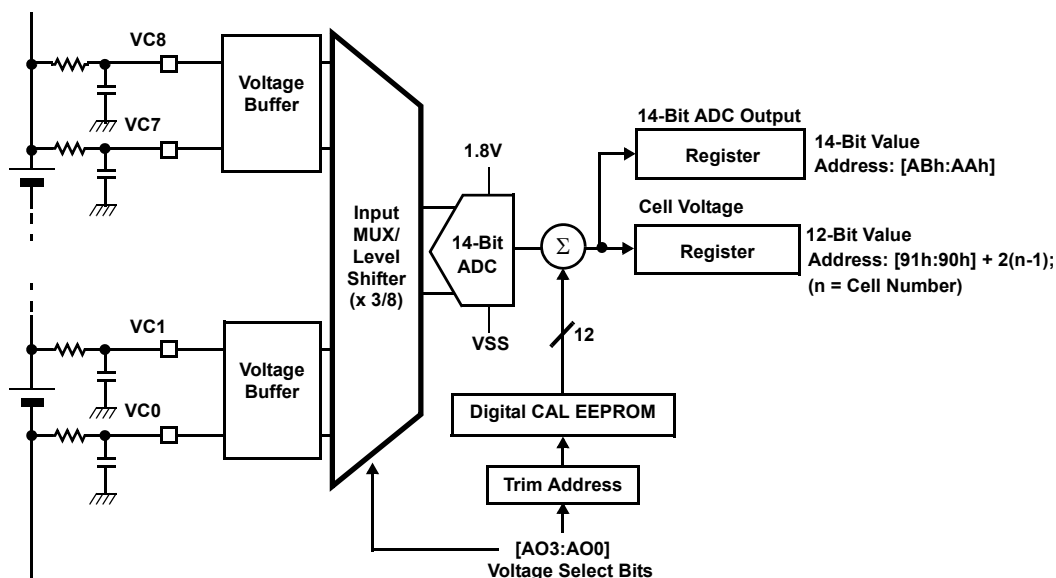 VC8
Voltage
Buffer
VC7
Input
MUX/
Level
Shifter
(x 3/8)
1.8V
14-Bit
ADC
VSS
Σ
14-Bit ADC Output
Register
14-Bit Value
Address: [ABh:AAh]
Cell Voltage
Register
12-Bit Value
Address: [91h:90h] + 2(n-1);
(n = Cell Number)
12
VC1
Voltage
Buffer
VC0
Digital CAL EEPROM
Trim Address
[AO3:AO0]
Voltage Select Bits